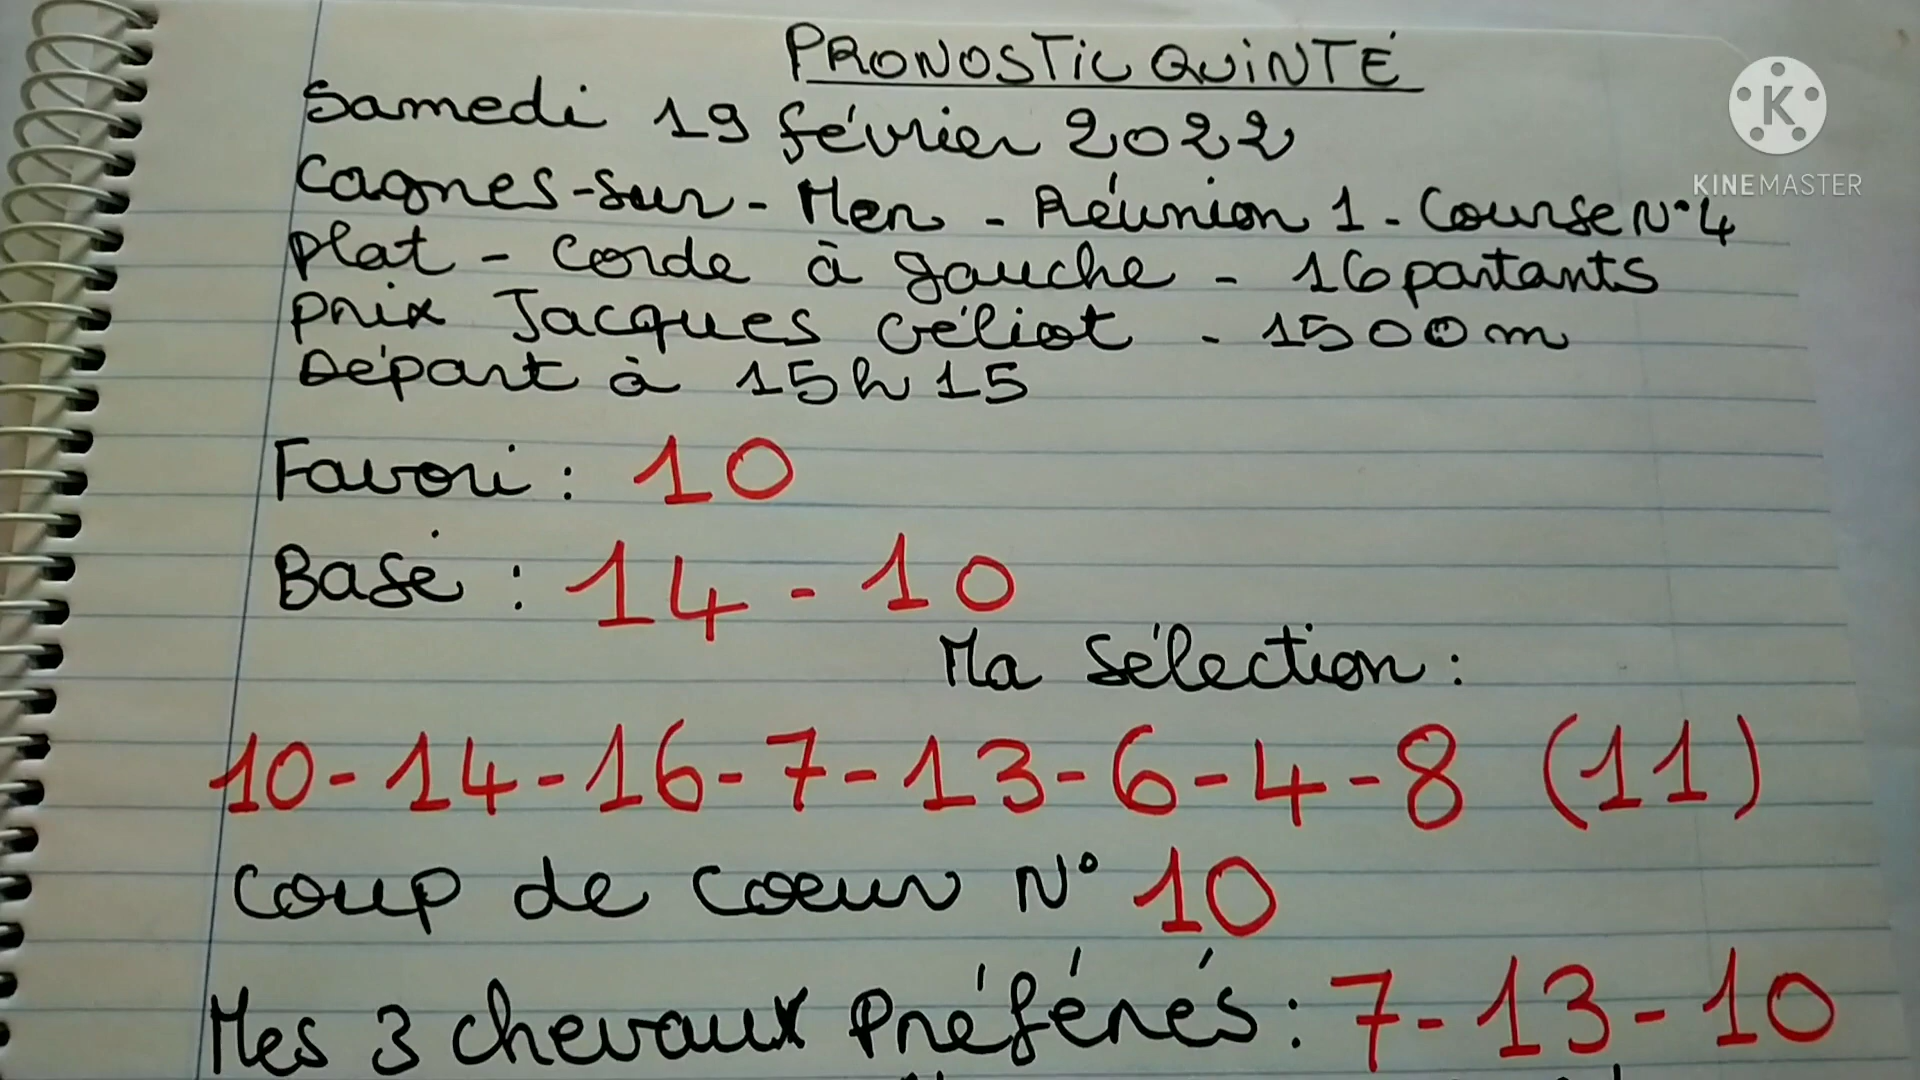 PRONOSTIC QUINTÉ
Samedi 19 février 2022
Cagnes-sur-Mer - Réunion 1 - Course N°4
Plat - Corde à gauche - 16 partants
Prix Jacques Géliot - 1500 m
Départ à 15h15
Favori : 10
Base : 14 - 10
Ma Sélection :
10-14-16-7-13-6-4-8 (11)
Coup de coeur N° 10
Mes 3 chevaux Préférés : 7-13-10
K
KINEMASTER